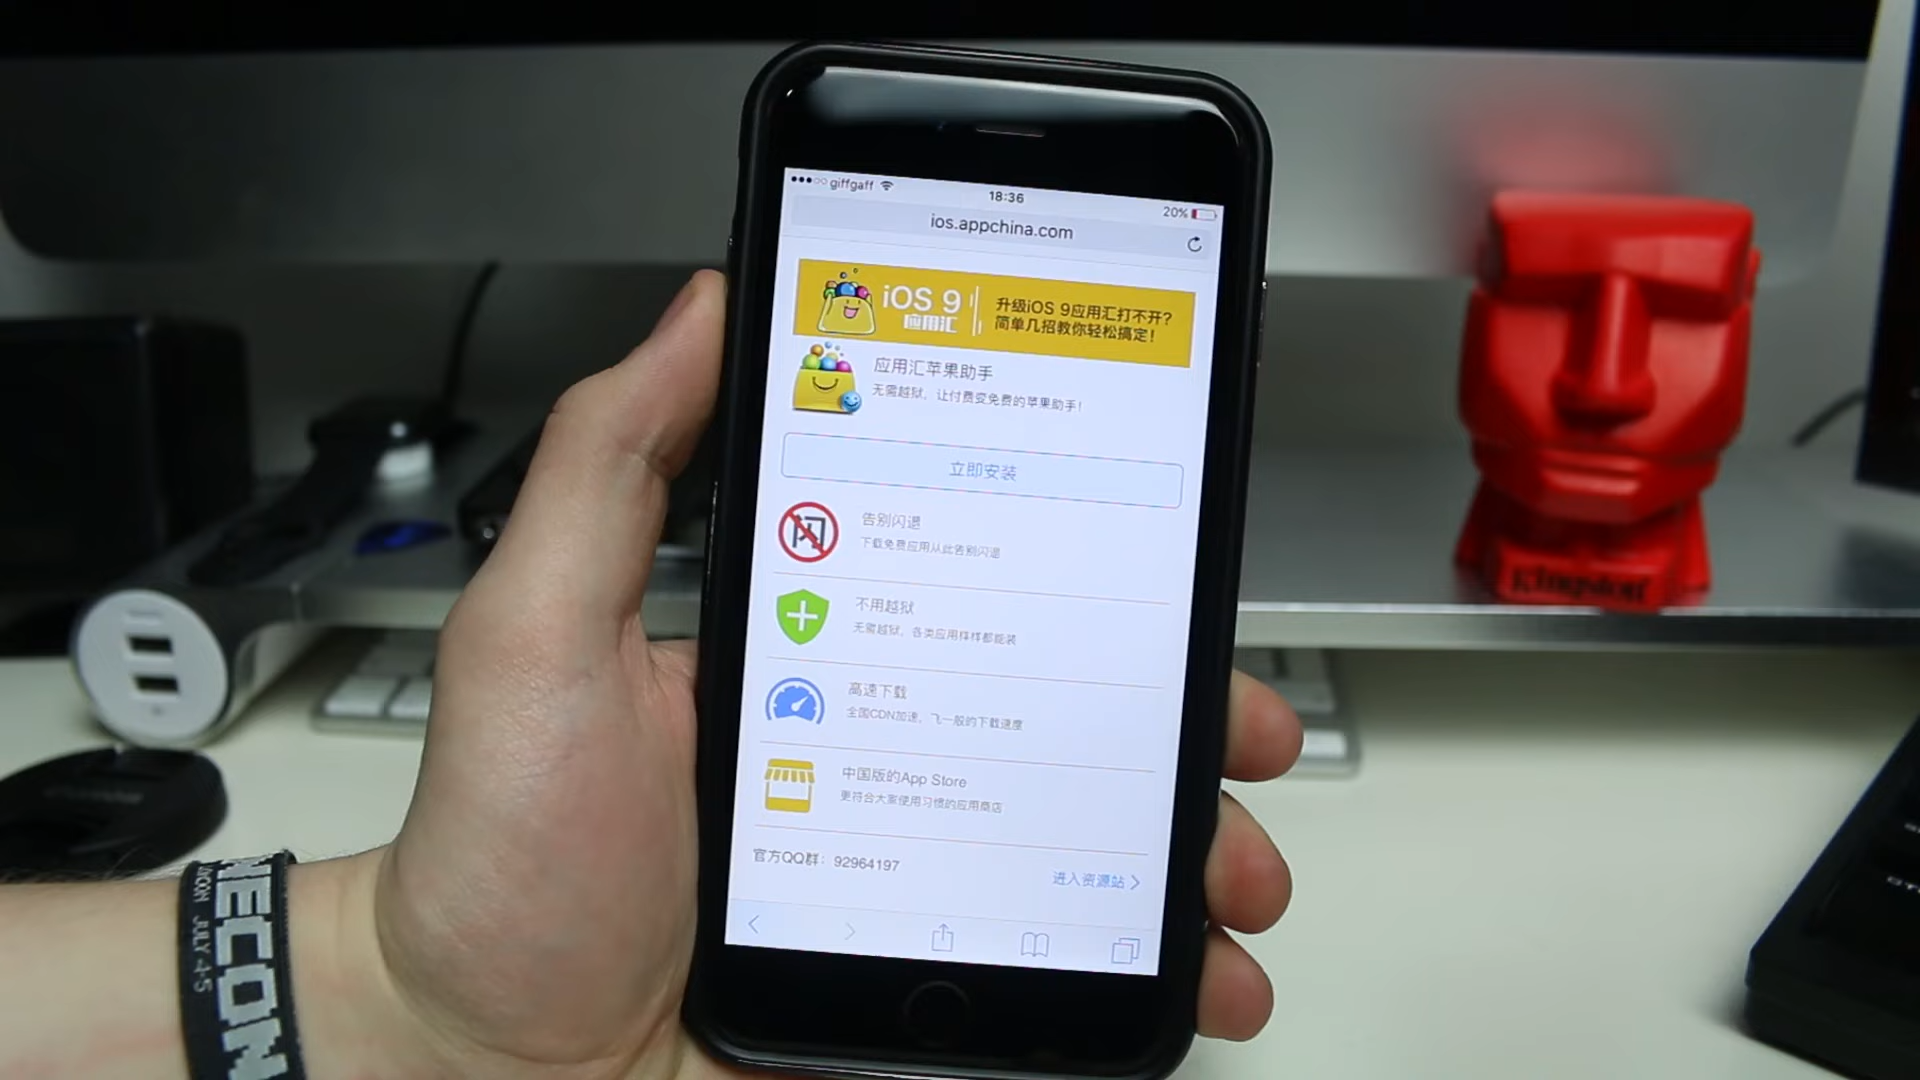 giffgaff
18:36
20%
ios.appchina.com
iOS 9
应用汇
升级iOS 9应用汇打不开?
简单几招教你轻松搞定!
应用汇苹果助手
无需越狱，让付费变免费的苹果助手!
立即安装
闪
告别闪退
下载免费应用从此告别闪退
不用越狱
无需越狱，各类应用样样都能装
高速下载
全国CDN加速，飞一般的下载速度
中国版的App Store
更符合大家使用习惯的应用商店
官方QQ群: 92964197
进入资源站
Kingston
NECON
JULY 4-5